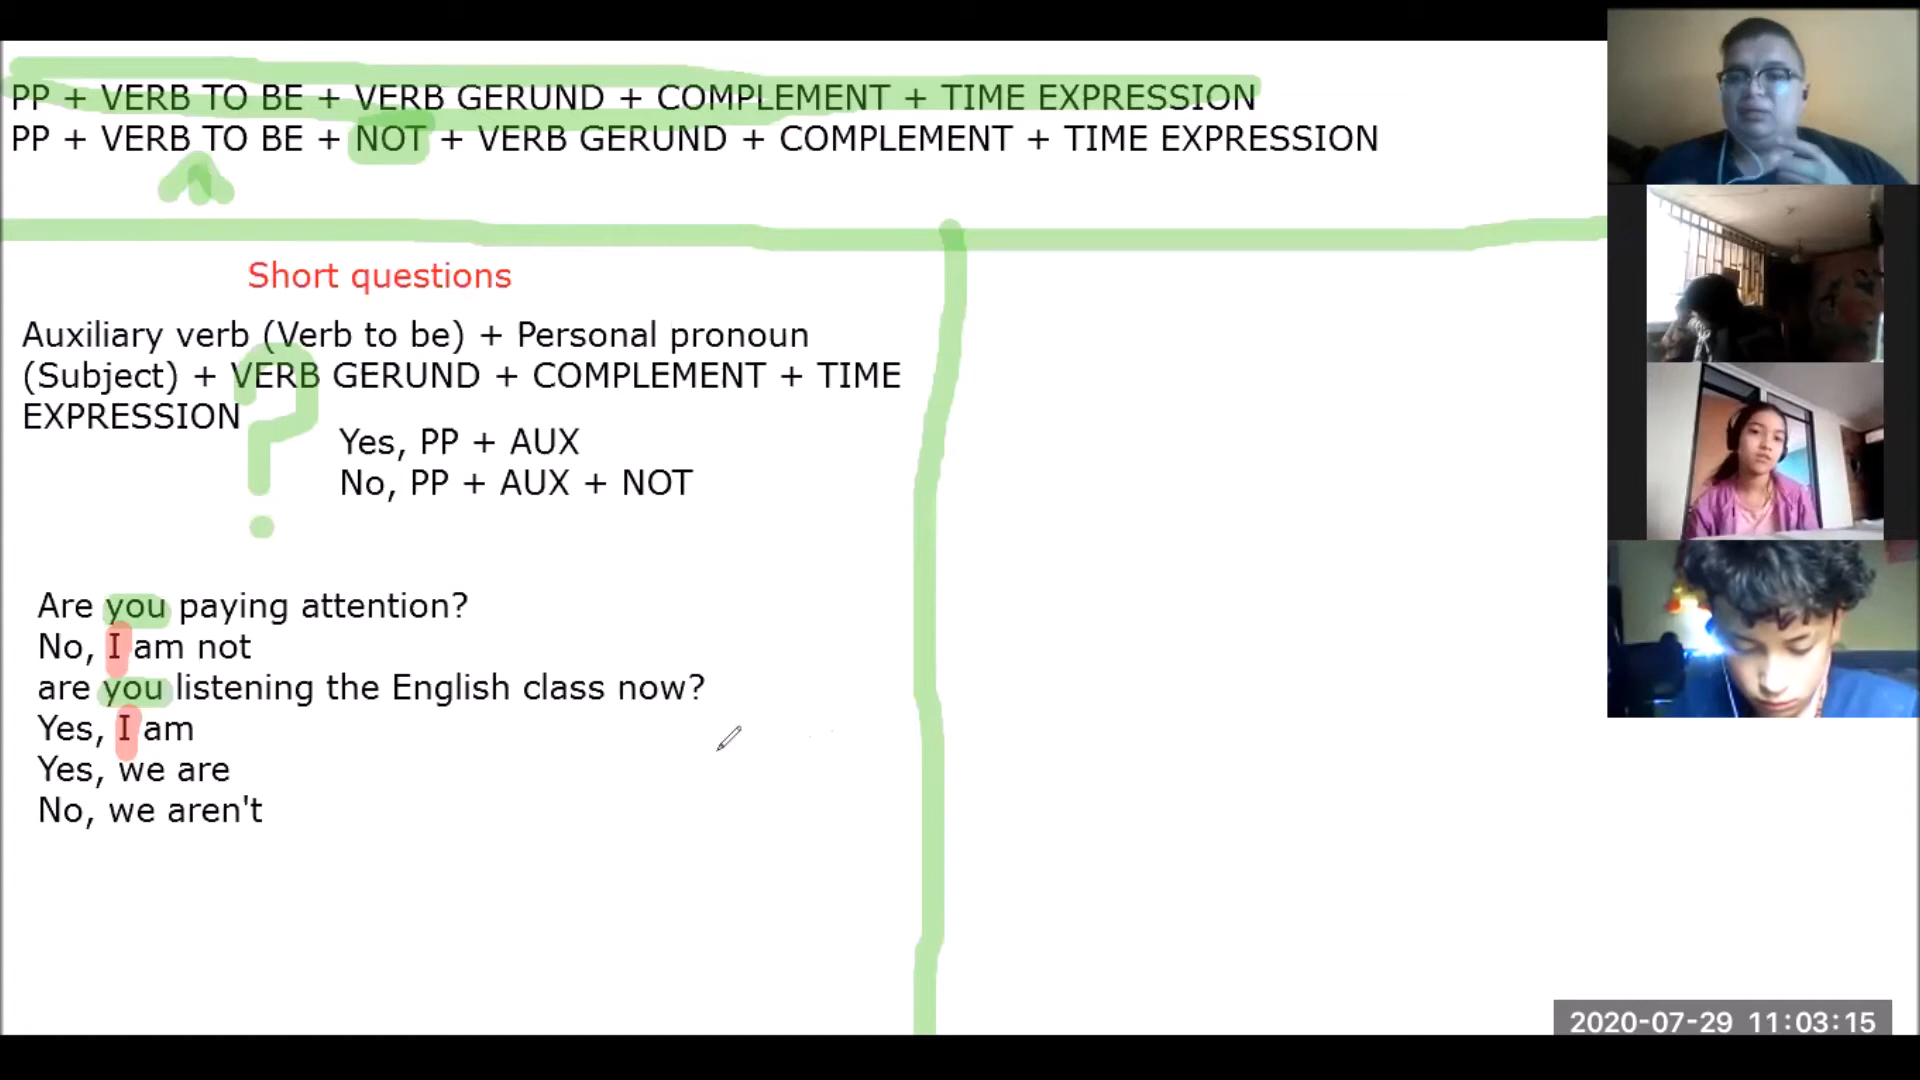 PP + VERB TO BE + VERB GERUND + COMPLEMENT + TIME EXPRESSION
PP + VERB TO BE + NOT + VERB GERUND + COMPLEMENT + TIME EXPRESSION
Short questions
Auxiliary verb (Verb to be) + Personal pronoun
(Subject) + VERB GERUND + COMPLEMENT + TIME
EXPRESSION
?
Yes, PP + AUX
No, PP + AUX + NOT
Are you paying attention?
No, I am not
are you listening the English class now?
Yes, I am
Yes, we are
No, we aren't
2020-07-29 11:03:15